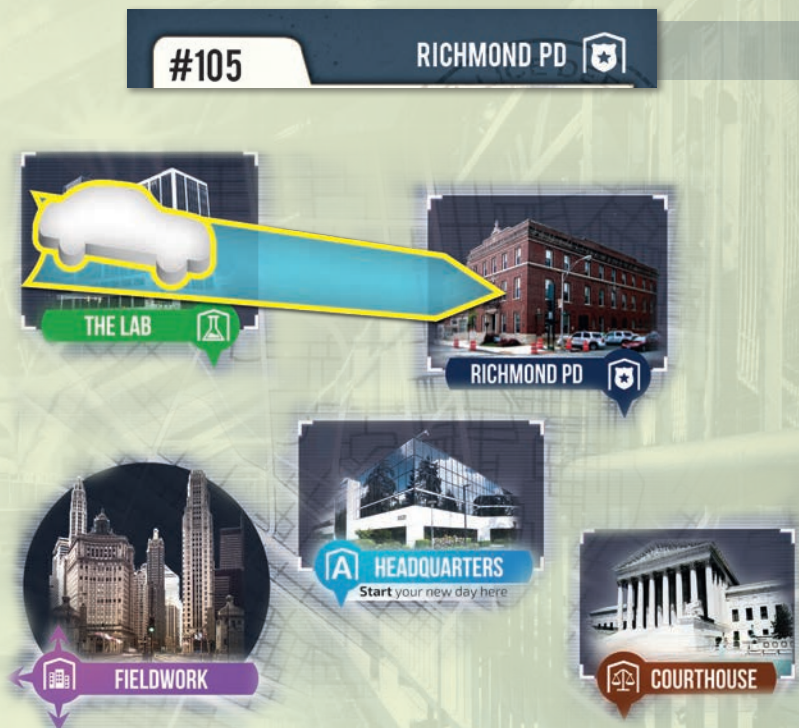 #105
RICHMOND PD
THE LAB
RICHMOND PD
A HEADQUARTERS
Start your new day here
FIELDWORK
COURTHOUSE